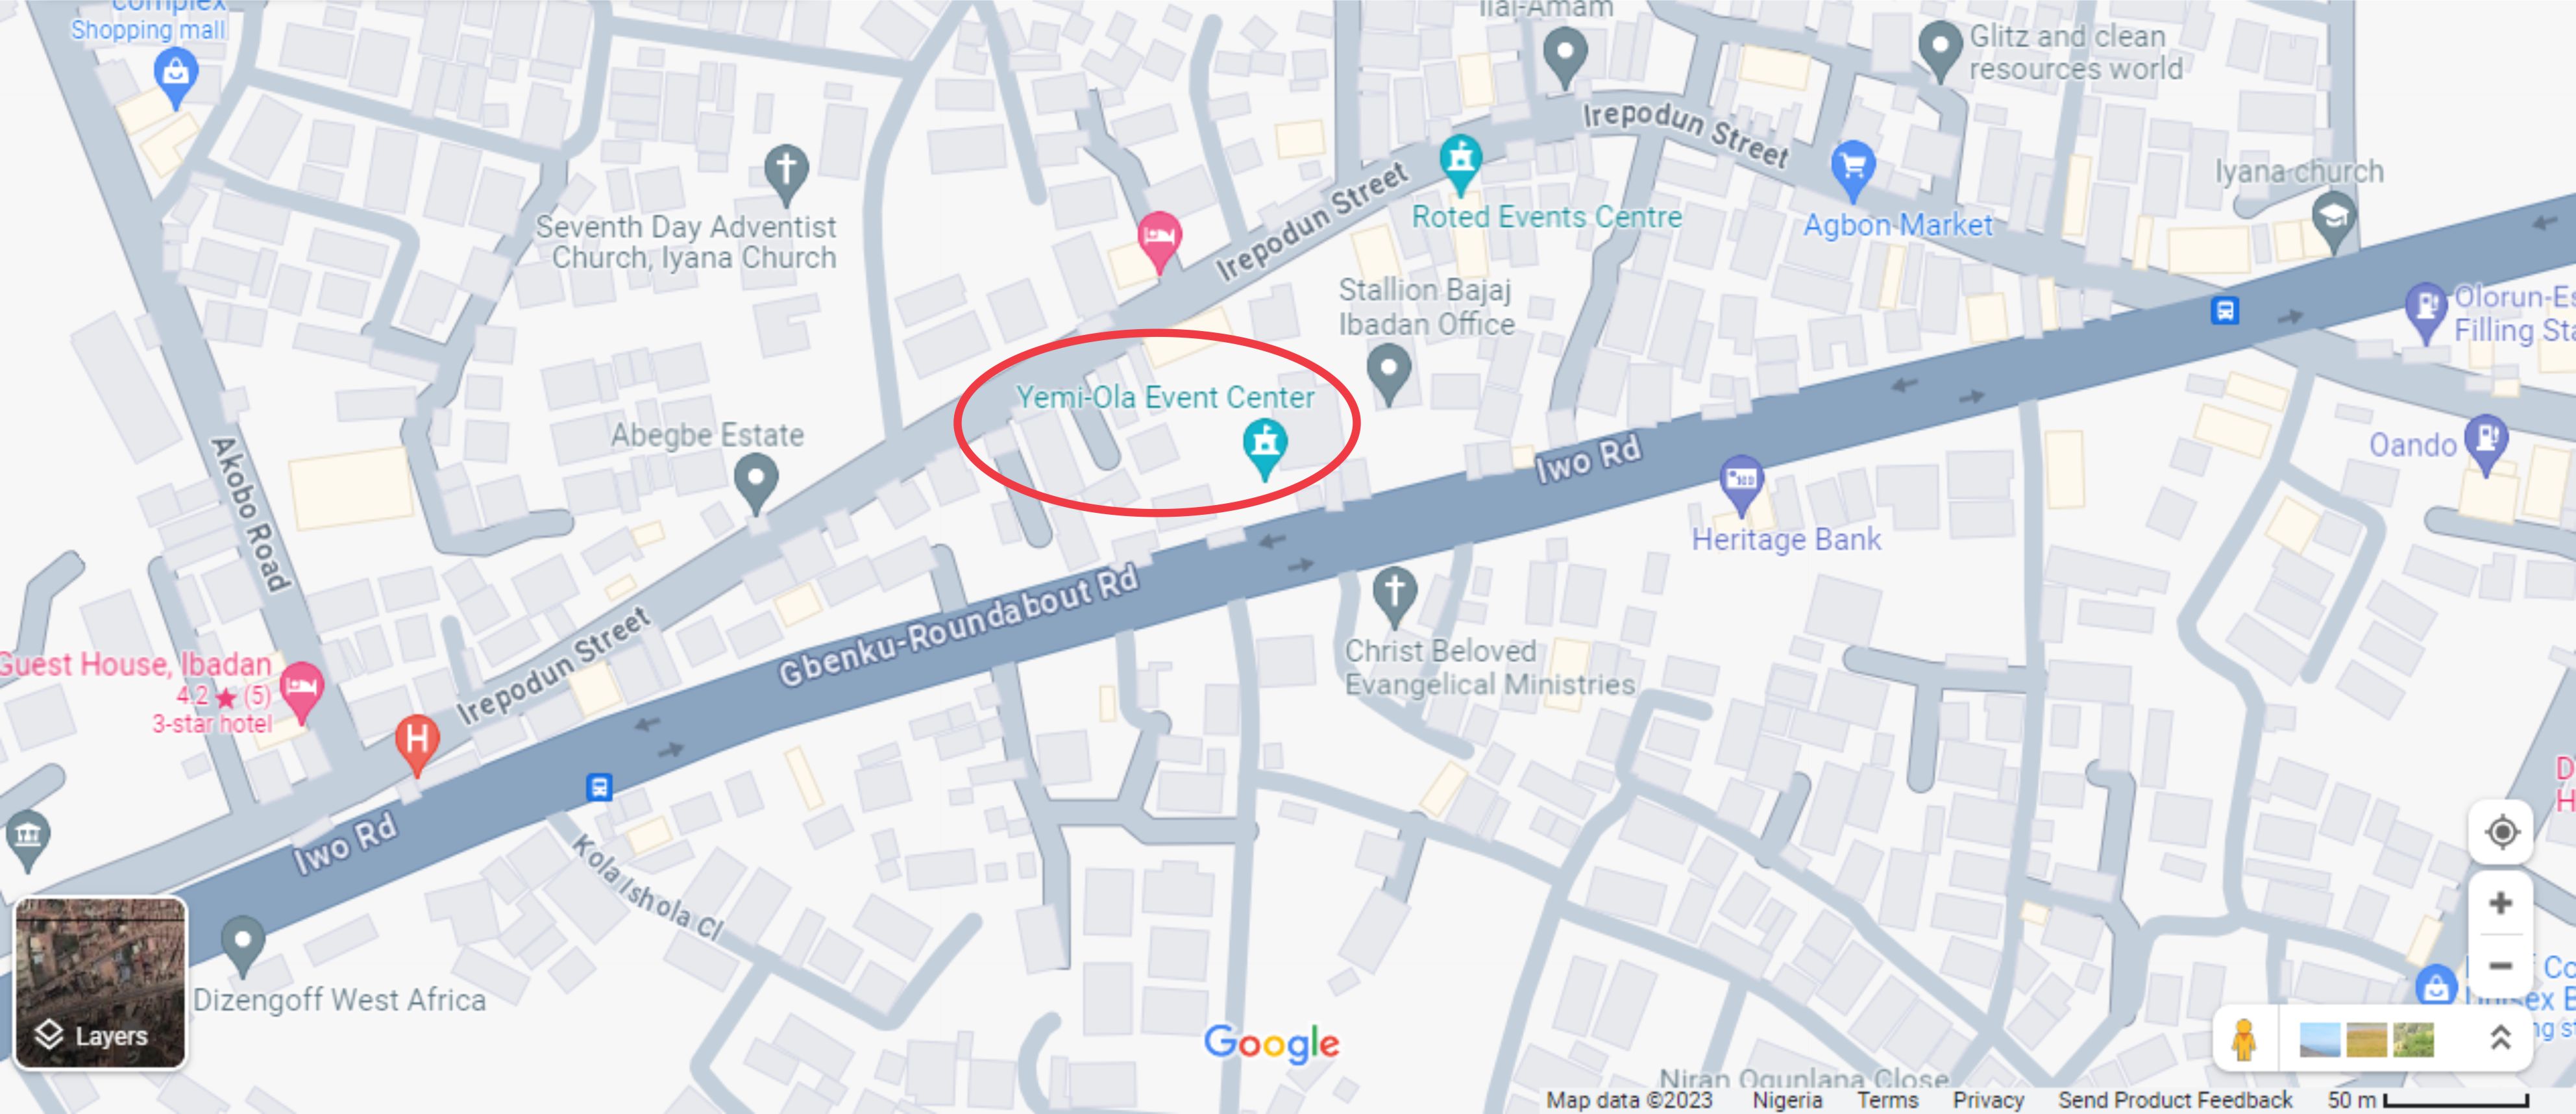 complex
Shopping mall
Ilai-Amam
Glitz and clean
resources world
Irepodun Street
Iyana church
Seventh Day Adventist
Church, Iyana Church
Irepodun Street
Roted Events Centre
Agbon Market
Stallion Bajaj
Ibadan Office
Filling
Yemi-Ola Event Center
Abegbe Estate
Akobo Road
Iwo Rd
Oando
Heritage Bank
Gbenku-Roundabout Rd
Christ Beloved
Evangelical Ministries
Irepodun Street
Guest House, Ibadan
4.2 ★ (5)
3-star hotel
H
Iwo Rd
Kola Ishola Cl
Dizengoff West Africa
Layers
Google
Niran Ogunlana Close
Map data ©2023
Nigeria
Terms
Privacy
Send Product Feedback
50 m